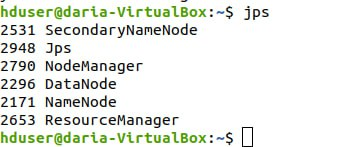 hduser@daria-VirtualBox:~$ jps
2531 SecondaryNameNode
2948 Jps
2790 NodeManager
2296 DataNode
2171 NameNode
2653 ResourceManager
hduser@daria-VirtualBox:~$